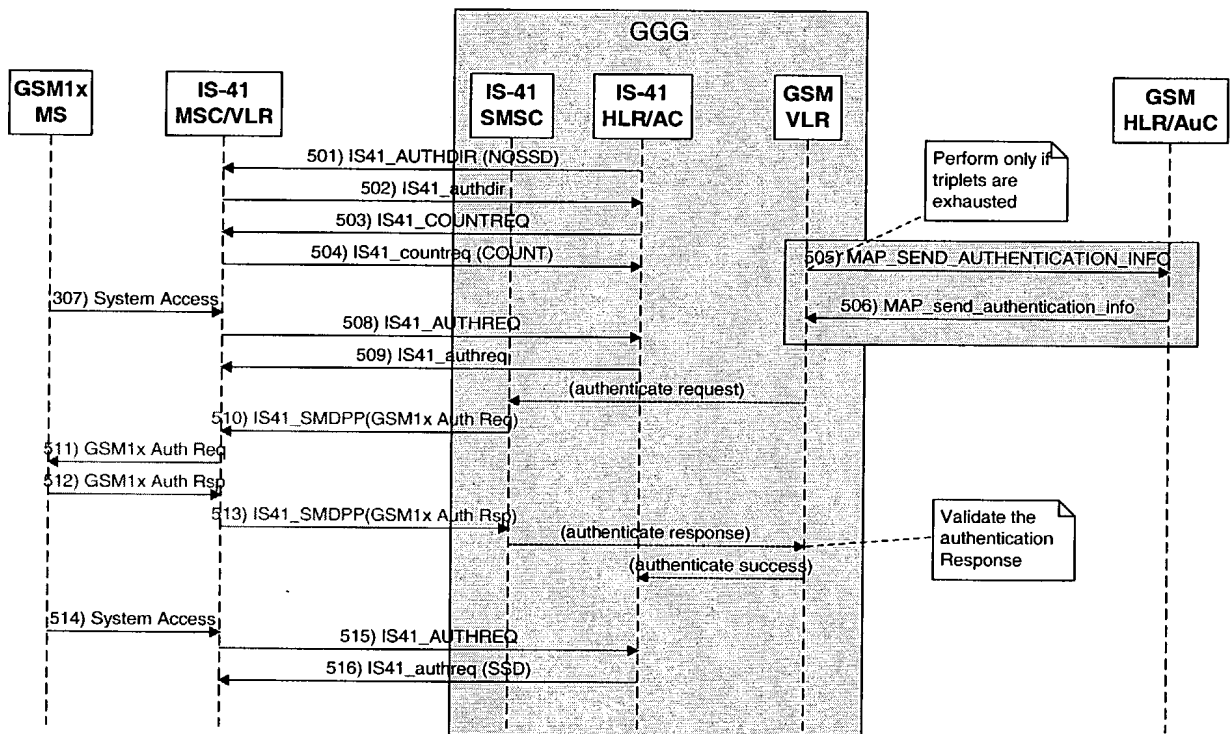 GGG
GSM1x
MS
IS-41
MSC/VLR
IS-41
SMSC
IS-41
HLR/AC
GSM
VLR
GSM
HLR/AuC
501) IS41_AUTHDIR (NOSSD)
Perform only if
triplets are
exhausted
502) IS41_authdir
503) IS41_COUNTREQ
504) IS41_countreq (COUNT)
505) MAP_SEND_AUTHENTICATION_INFO
307) System Access
506) MAP_send_authentication_info
508) IS41_AUTHREQ
509) IS41_authreq
(authenticate request)
510) IS41_SMDPP(GSM1x Auth Req)
511) GSM1x Auth Req
512) GSM1x Auth Rsp
513) IS41_SMDPP(GSM1x Auth Rsp)
Validate the
authentication
Response
(authenticate response)
(authenticate success)
514) System Access
515) IS41_AUTHREQ
516) IS41_authreq (SSD)